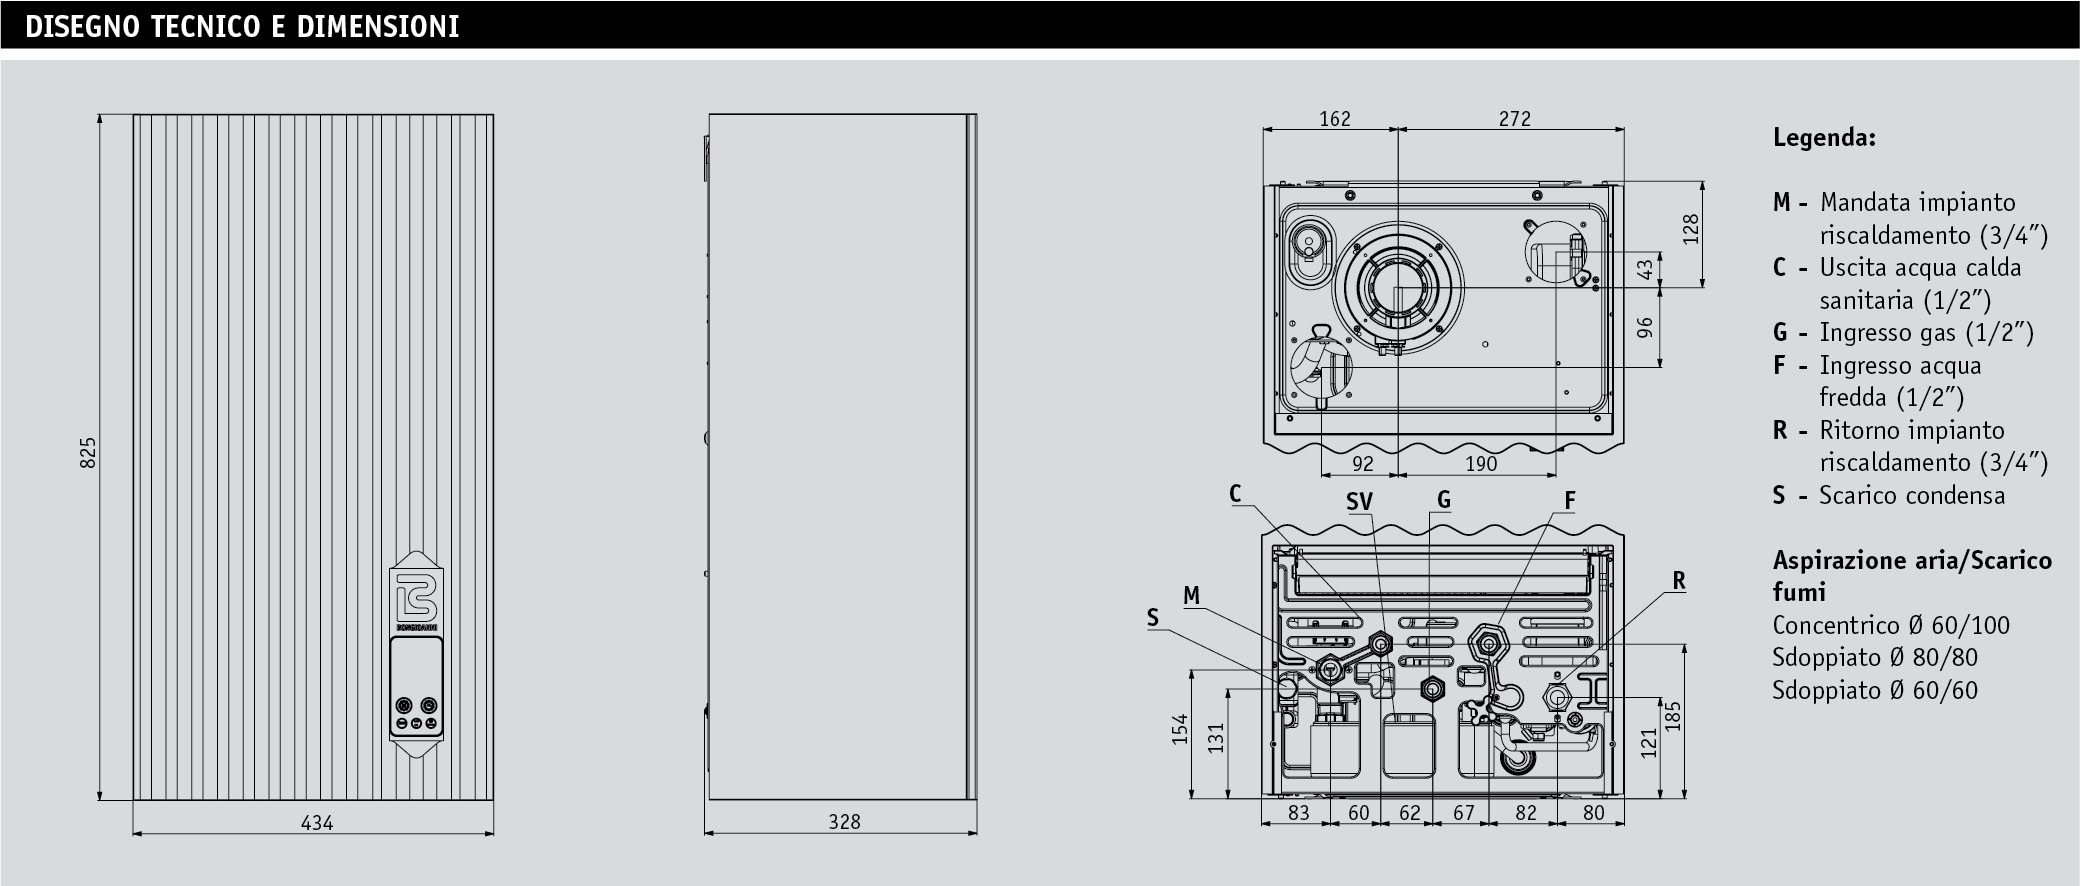 DISEGNO TECNICO E DIMENSIONI
825
434
BONGIOANNI
328
162
272
128
43
96
92
190
C
SV
G
F
M
S
R
154
131
121
185
83
60
62
67
82
80
Legenda:
M - Mandata impianto
riscaldamento (3/4")
C - Uscita acqua calda
sanitaria (1/2")
G - Ingresso gas (1/2")
F - Ingresso acqua
fredda (1/2")
R - Ritorno impianto
riscaldamento (3/4")
S - Scarico condensa
Aspirazione aria/Scarico
fumi
Concentrico Ø 60/100
Sdoppiato Ø 80/80
Sdoppiato Ø 60/60